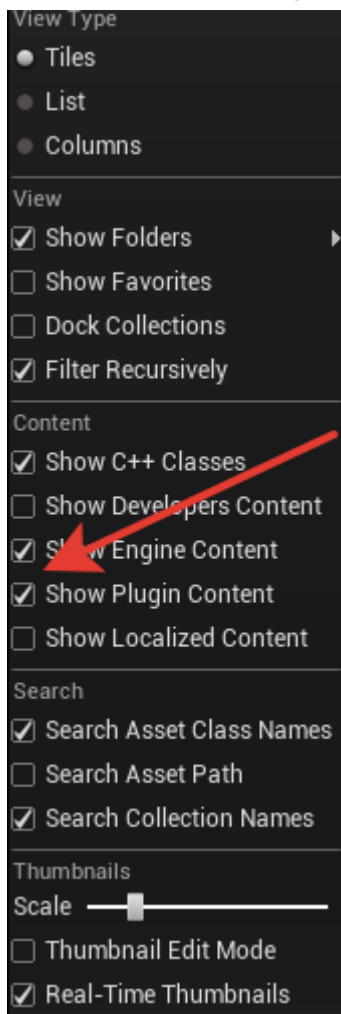 View Type
Tiles
List
Columns
View
Show Folders
Show Favorites
Dock Collections
Filter Recursively
Content
Show C++ Classes
Show Developers Content
Show Engine Content
Show Plugin Content
Show Localized Content
Search
Search Asset Class Names
Search Asset Path
Search Collection Names
Thumbnails
Scale
Thumbnail Edit Mode
Real-Time Thumbnails